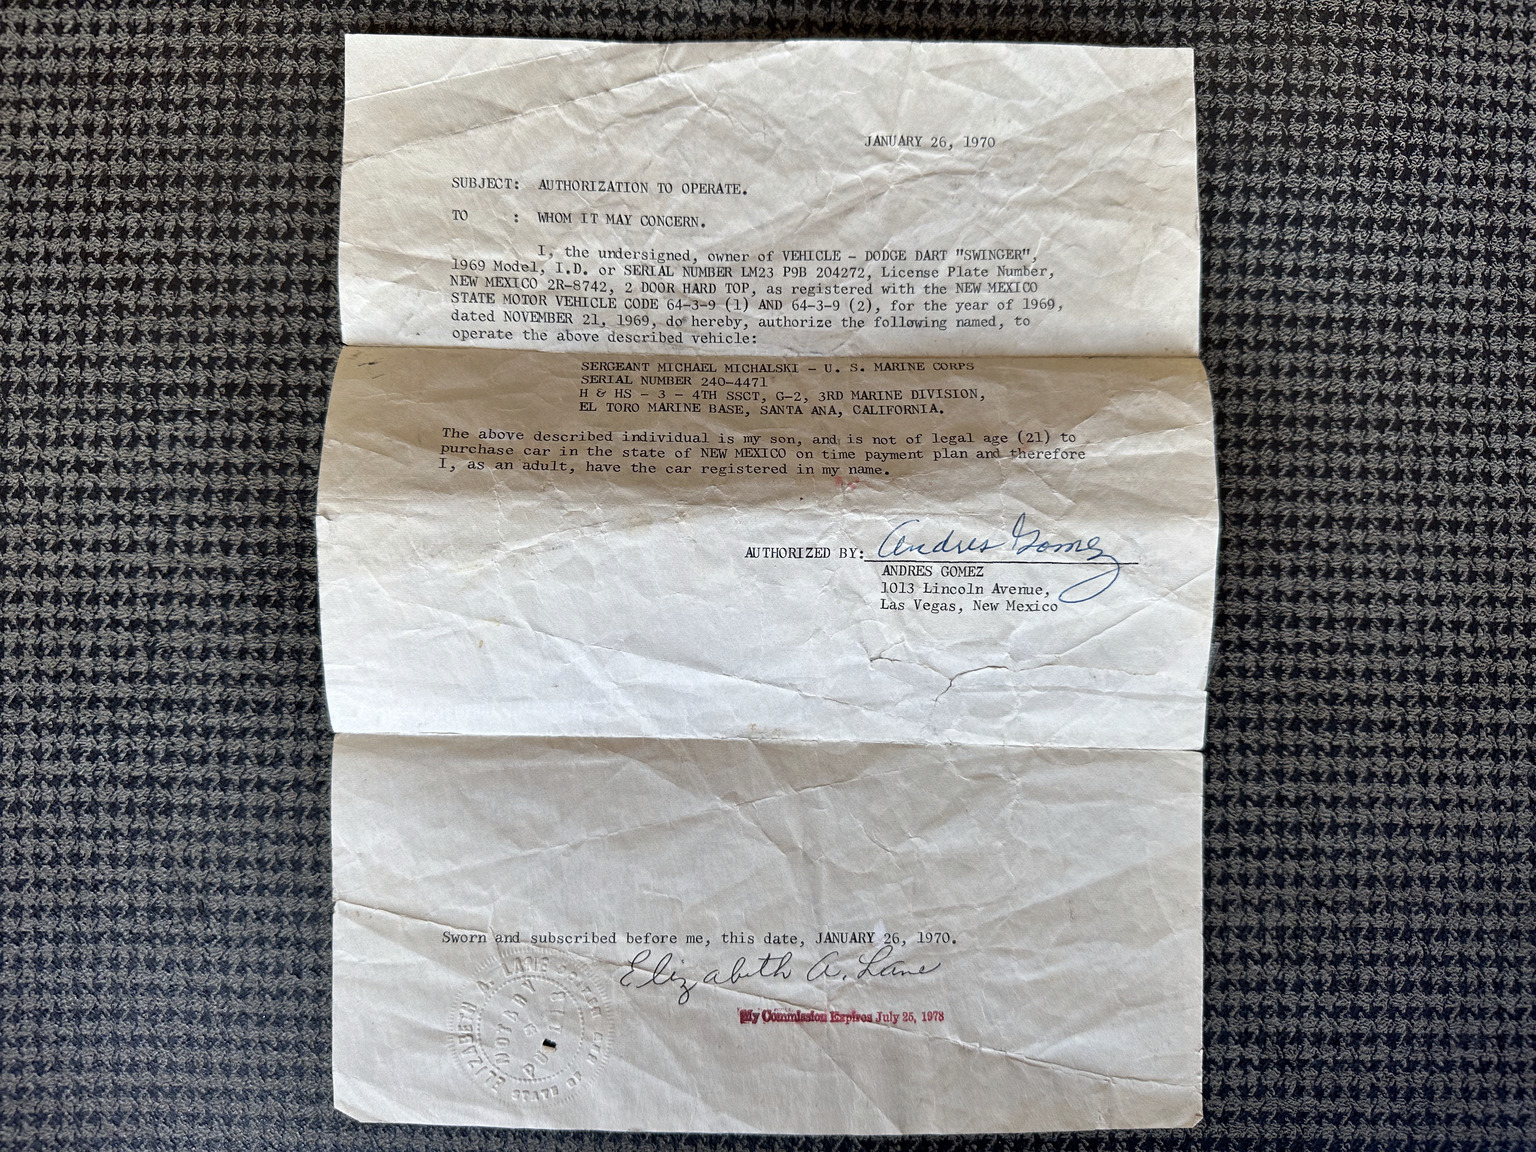 JANUARY 26, 1970
SUBJECT: AUTHORIZATION TO OPERATE.
TO : WHOM IT MAY CONCERN.
I, the undersigned, owner of VEHICLE - DODGE DART "SWINGER",
1969 Model, I.D. or SERIAL NUMBER LM23 P9B 204272, License Plate Number,
NEW MEXICO 2R-8742, 2 DOOR HARD TOP, as registered with the NEW MEXICO
STATE MOTOR VEHICLE CODE 64-3-9 (1) AND 64-3-9 (2), for the year of 1969,
dated NOVEMBER 21, 1969, do hereby, authorize the following named, to
operate the above described vehicle:
SERGEANT MICHAEL MICHALSKI - U. S. MARINE CORPS
SERIAL NUMBER 240-4471
H & HS - 3 - 4TH SSCT, G-2, 3RD MARINE DIVISION,
EL TORO MARINE BASE, SANTA ANA, CALIFORNIA.
The above described individual is my son, and is not of legal age (21) to
purchase car in the state of NEW MEXICO on time payment plan and therefore
I, as an adult, have the car registered in my name.
AUTHORIZED BY: Andres Gomez
ANDRES GOMEZ
1013 Lincoln Avenue,
Las Vegas, New Mexico
Sworn and subscribed before me, this date, JANUARY 26, 1970.
Elizabeth A. Lane
My Commission Expires July 25, 1973
ELIZABETH A. LANE
NOTARY PUBLIC
STATE OF